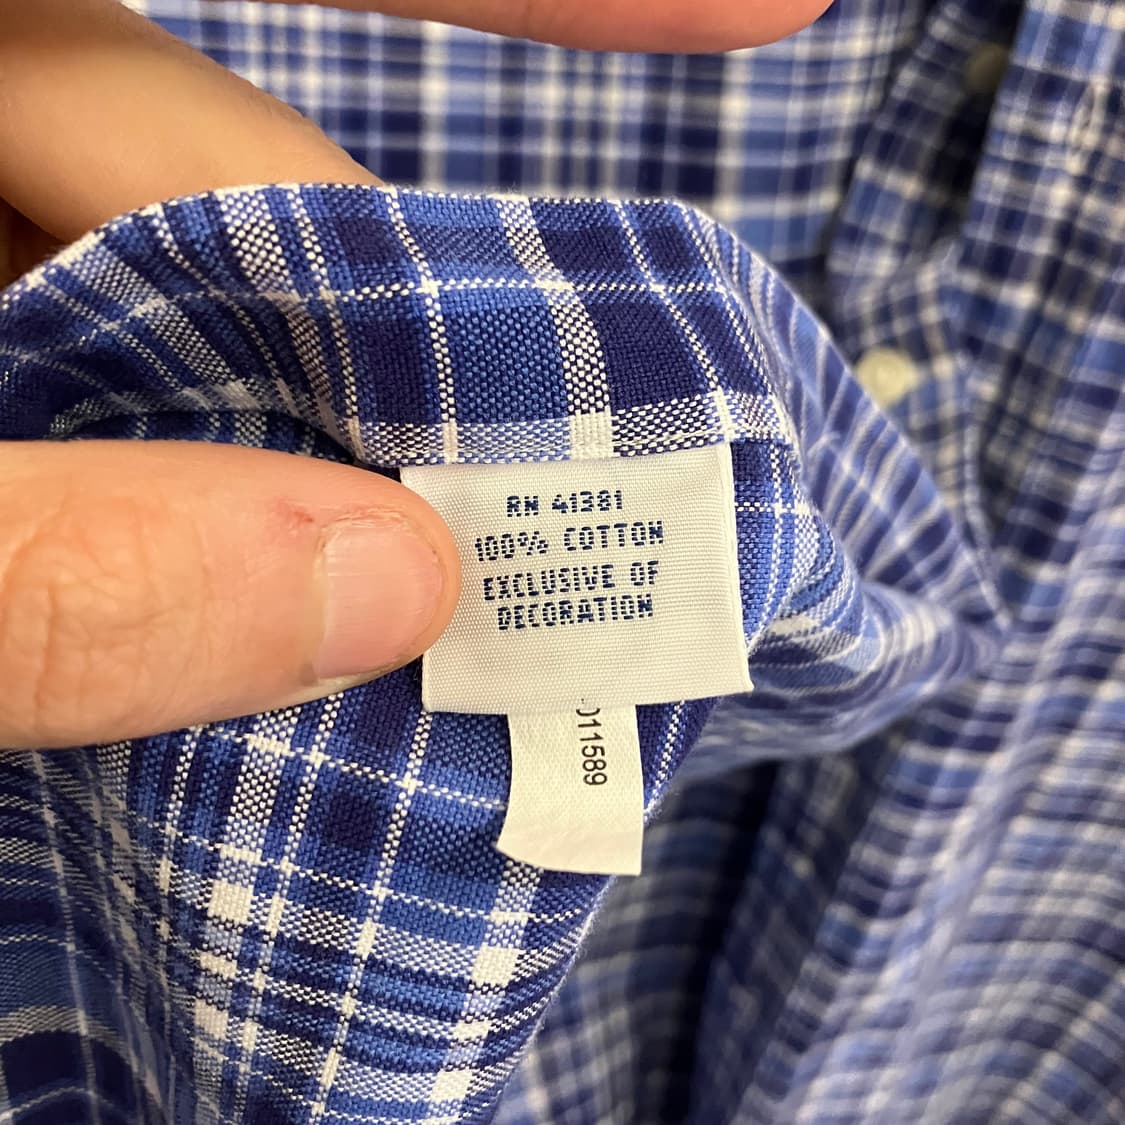 RN 41381
100% COTTON
EXCLUSIVE OF
DECORATION
011589